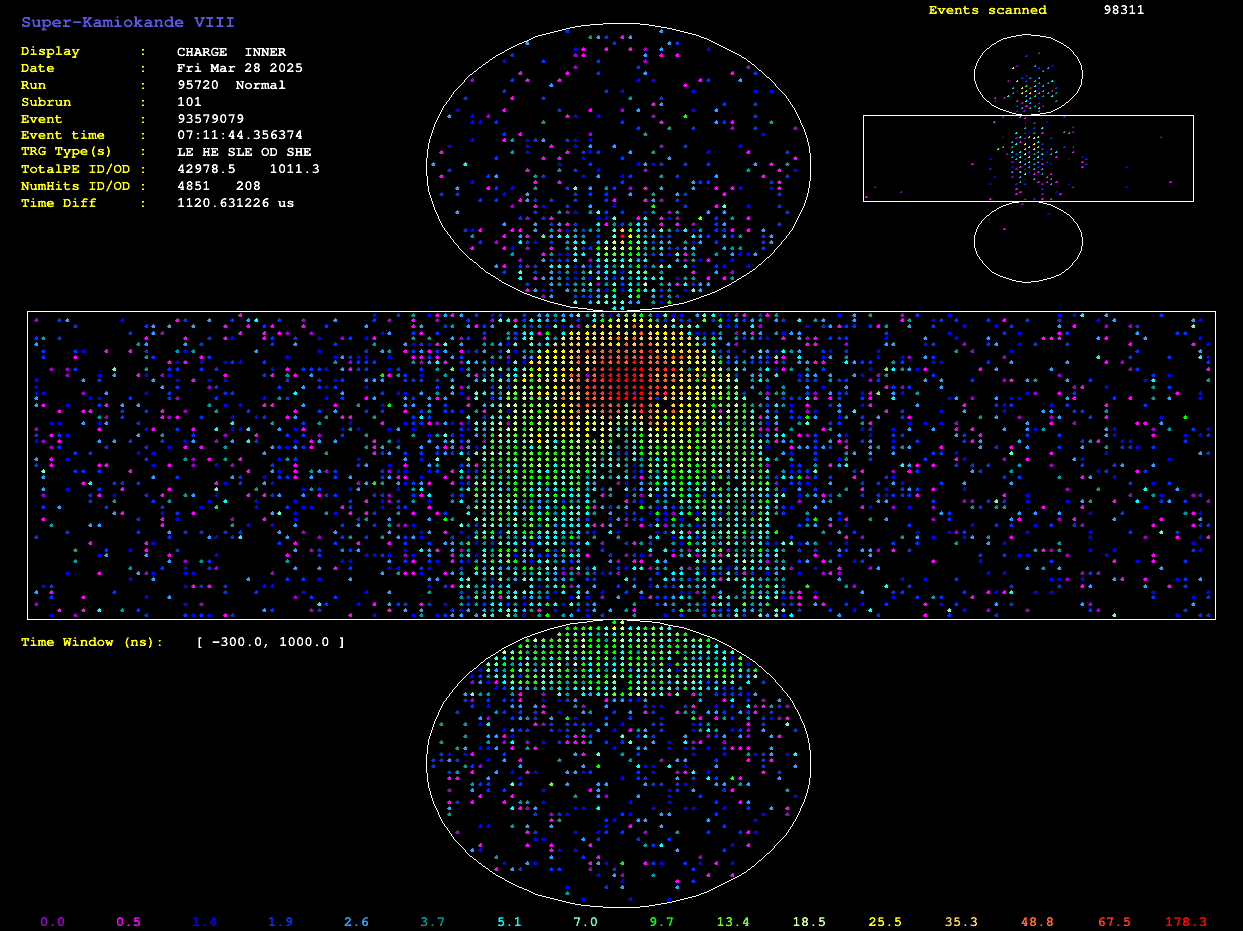 Super-Kamiokande VIII
Display : CHARGE INNER
Date : Fri Mar 28 2025
Run : 95720 Normal
Subrun : 101
Event : 93579079
Event time : 07:11:44.356374
TRG Type(s) : LE HE SLE OD SHE
TotalPE ID/OD : 42978.5 1011.3
NumHits ID/OD : 4851 208
Time Diff : 1120.631226 us
Events scanned 98311
Time Window (ns): [ -300.0, 1000.0 ]
0.0 0.5 1.4 1.9 2.6 3.7 5.1 7.0 9.7 13.4 18.5 25.5 35.3 48.8 67.5 178.3